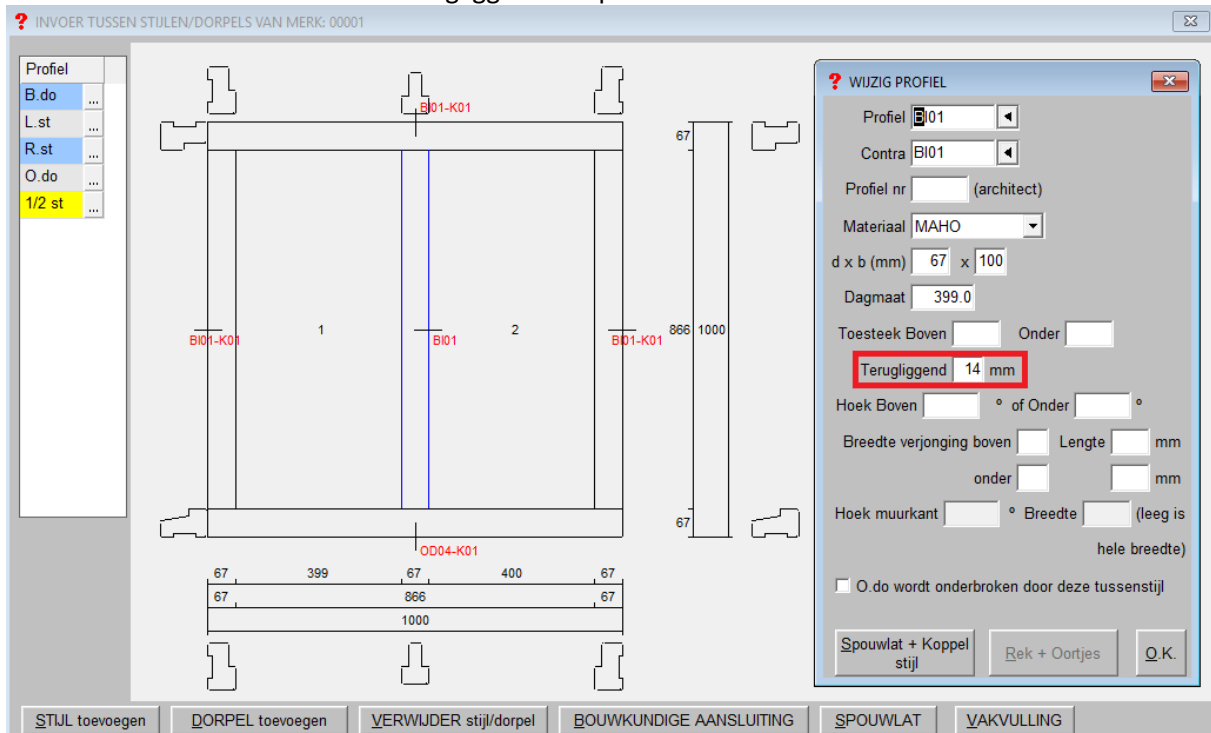 INVOER TUSSEN STIJLEN/DORPELS VAN MERK: 00001
Profiel
B.do ...
L.st ...
R.st ...
O.do ...
1/2 st ...
BI01-K01
67
BI01-K01
1
BI01
2
BI01-K01
866
1000
67
OD04-K01
67 399 67 400 67
67 866 67
1000
WIJZIG PROFIEL
Profiel BI01
Contra BI01
Profiel nr (architect)
Materiaal MAHO
d x b (mm) 67 x 100
Dagmaat 399.0
Toesteek Boven Onder
Terugliggend 14 mm
Hoek Boven º of Onder º
Breedte verjonging boven Lengte mm
onder mm
Hoek muurkant º Breedte (leeg is
hele breedte)
O.do wordt onderbroken door deze tussenstijl
Spouwlat + Koppel
stijl
Rek + Oortjes
O.K.
STIJL toevoegen DORPEL toevoegen VERWIJDER stijl/dorpel BOUWKUNDIGE AANSLUITING SPOUWLAT VAKVULLING